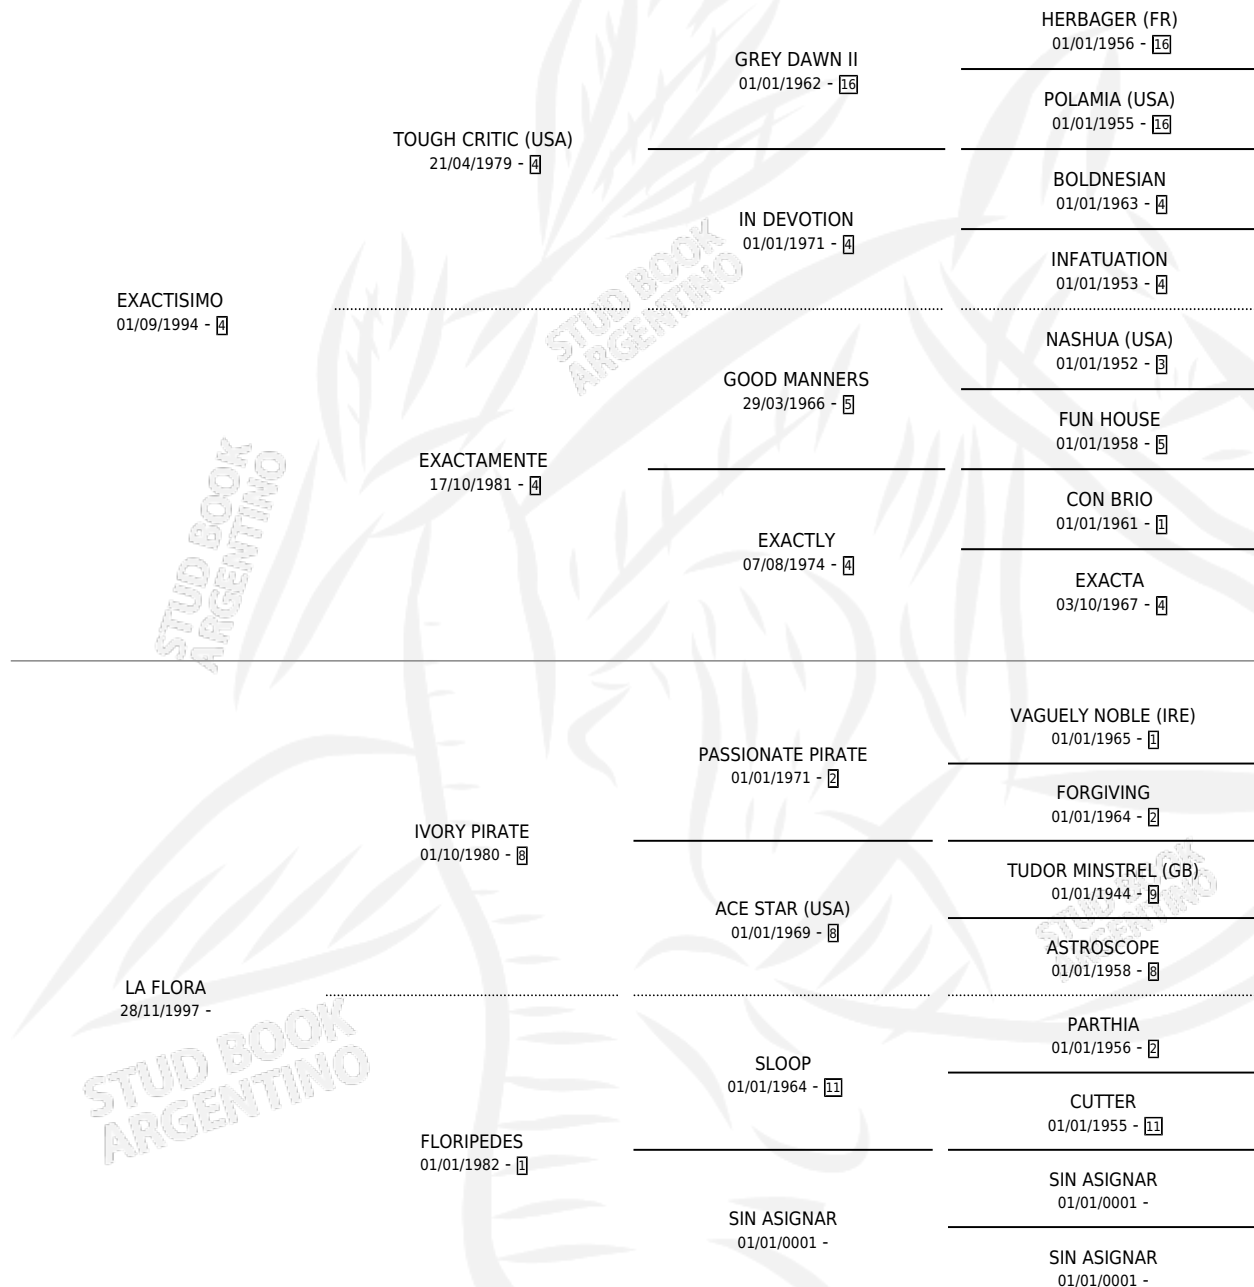 EXACTISIMO
01/09/1994 - 4
TOUGH CRITIC (USA)
21/04/1979 - 4
EXACTAMENTE
17/10/1981 - 4
GREY DAWN II
01/01/1962 - 16
IN DEVOTION
01/01/1971 - 4
GOOD MANNERS
29/03/1966 - 5
EXACTLY
07/08/1974 - 4
HERBAGER (FR)
01/01/1956 - 16
POLAMIA (USA)
01/01/1955 - 16
BOLDNESIAN
01/01/1963 - 4
INFATUATION
01/01/1953 - 4
NASHUA (USA)
01/01/1952 - 3
FUN HOUSE
01/01/1958 - 5
CON BRIO
01/01/1961 - 1
EXACTA
03/10/1967 - 4
LA FLORA
28/11/1997 -
IVORY PIRATE
01/10/1980 - 8
FLORIPEDES
01/01/1982 - 1
PASSIONATE PIRATE
01/01/1971 - 2
ACE STAR (USA)
01/01/1969 - 8
SLOOP
01/01/1964 - 11
SIN ASIGNAR
01/01/0001 -
VAGUELY NOBLE (IRE)
01/01/1965 - 1
FORGIVING
01/01/1964 - 2
TUDOR MINSTREL (GB)
01/01/1944 - 9
ASTROSCOPE
01/01/1958 - 8
PARTHIA
01/01/1956 - 2
CUTTER
01/01/1955 - 11
SIN ASIGNAR
01/01/0001 -
SIN ASIGNAR
01/01/0001 -
STUD BOOK
ARGENTINO
STUD BOOK
ARGENTINO
STUD BOOK
ARGENTINO
STUD BOOK
ARGENTINO